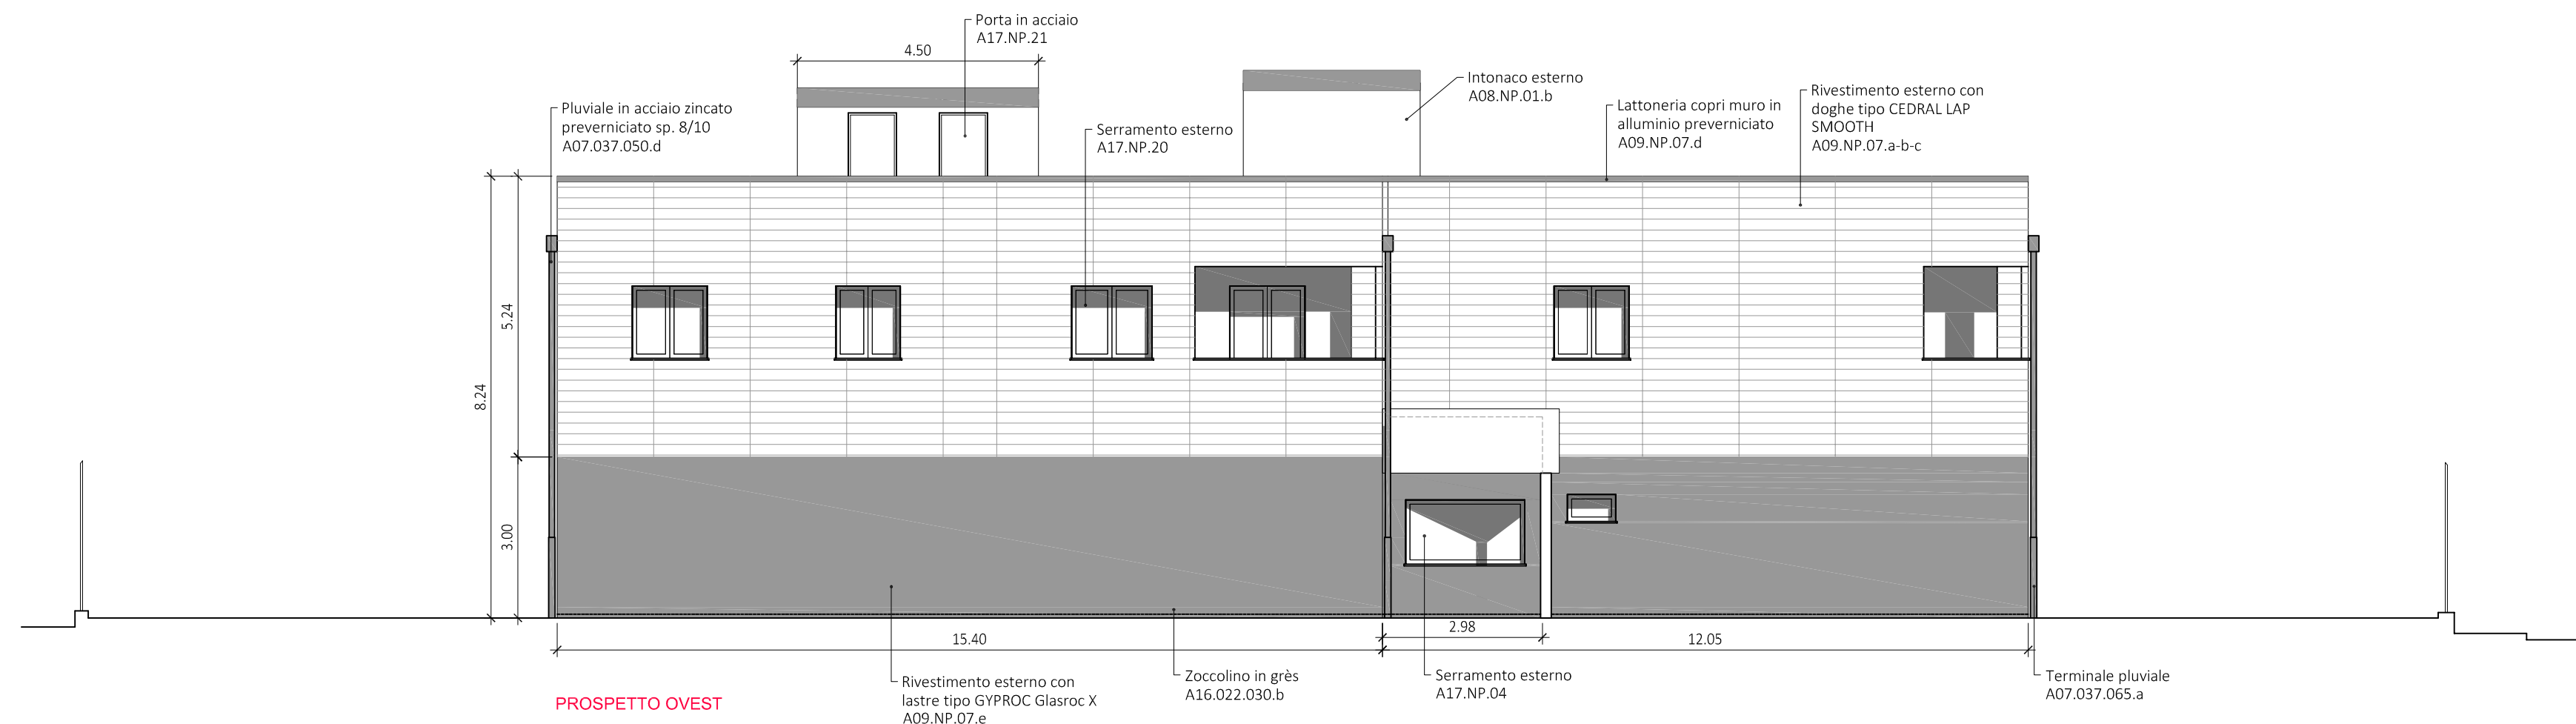 Porta in acciaio
A17.NP.21
4.50
Pluviale in acciaio zincato
preverniciato sp. 8/10
A07.037.050.d
Serramento esterno
A17.NP.20
Intonaco esterno
A08.NP.01.b
Lattoneria copri muro in
alluminio preverniciato
A09.NP.07.d
Rivestimento esterno con
doghe tipo CEDRAL LAP
SMOOTH
A09.NP.07.a-b-c
5.24
8.24
3.00
15.40
2.98
12.05
Rivestimento esterno con
lastre tipo GYPROC Glasroc X
A09.NP.07.e
Zoccolino in grès
A16.022.030.b
Serramento esterno
A17.NP.04
Terminale pluviale
A07.037.065.a
PROSPETTO OVEST